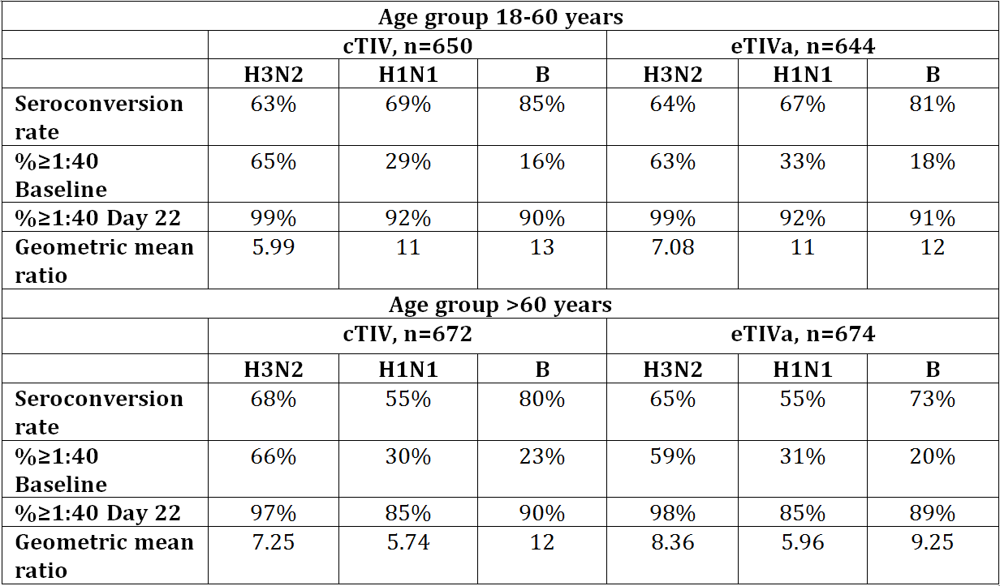 Age group 18-60 years
cTIV, n=650 eTIVa, n=644
H3N2 H1N1 B H3N2 H1N1 B
Seroconversion 63% 69% 85% 64% 67% 81%
rate
%≥1:40 65% 29% 16% 63% 33% 18%
Baseline
%≥1:40 Day 22 99% 92% 90% 99% 92% 91%
Geometric mean 5.99 11 13 7.08 11 12
ratio
Age group >60 years
cTIV, n=672 eTIVa, n=674
H3N2 H1N1 B H3N2 H1N1 B
Seroconversion 68% 55% 80% 65% 55% 73%
rate
%≥1:40 66% 30% 23% 59% 31% 20%
Baseline
%≥1:40 Day 22 97% 85% 90% 98% 85% 89%
Geometric mean 7.25 5.74 12 8.36 5.96 9.25
ratio